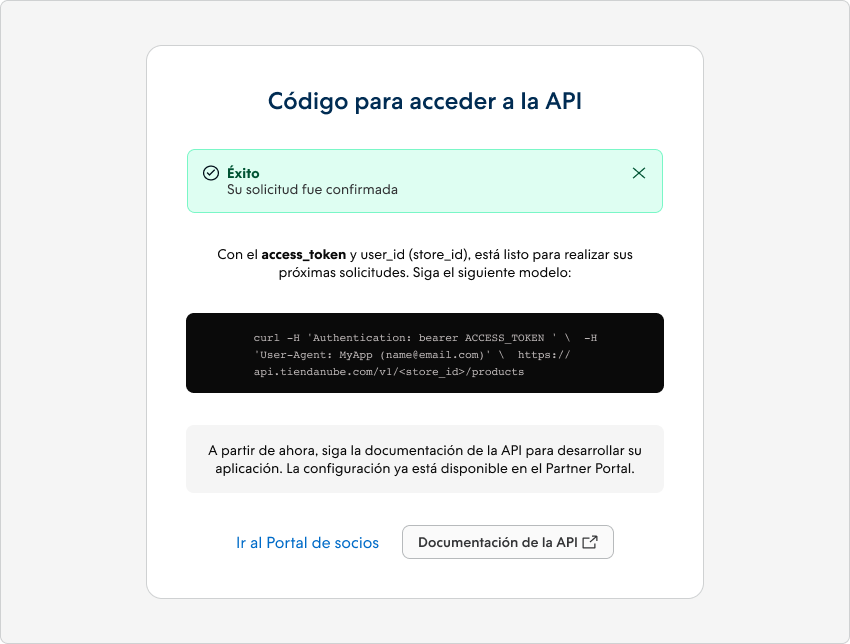 Código para acceder a la API
Éxito
Su solicitud fue confirmada
Con el access_token y user_id (store_id), está listo para realizar sus
próximas solicitudes. Siga el siguiente modelo:
curl -H 'Authentication: bearer ACCESS_TOKEN ' \  -H
'User-Agent: MyApp (name@email.com)' \  https://
api.tiendanube.com/v1/<store_id>/products
A partir de ahora, siga la documentación de la API para desarrollar su
aplicación. La configuración ya está disponible en el Partner Portal.
Ir al Portal de socios
Documentación de la API